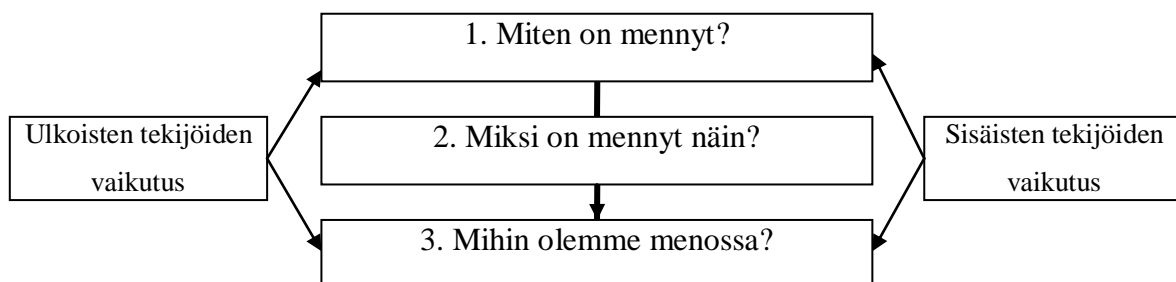 1. Miten on mennyt?
Ulkoisten tekijöiden
vaikutus
2. Miksi on mennyt näin?
Sisäisten tekijöiden
vaikutus
3. Mihin olemme menossa?